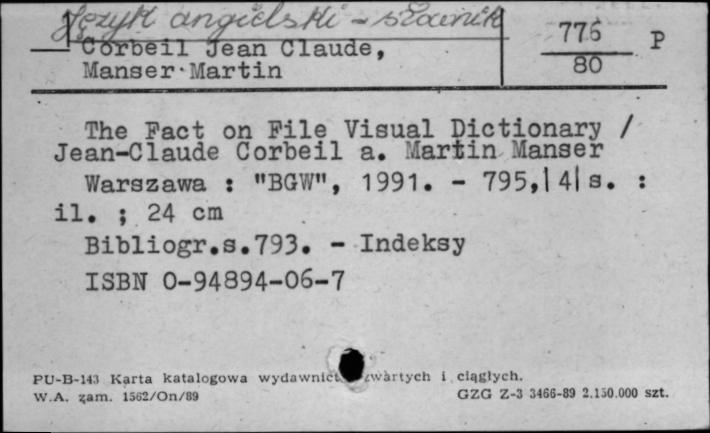 Język angielski - słownik
Corbeil Jean Claude,
Manser Martin
776
80
P
The Fact on File Visual Dictionary /
Jean-Claude Corbeil a. Martin Manser
Warszawa : "BGW", 1991. - 795,|4|s. :
il. ; 24 cm
Bibliogr.s.793. - Indeksy
ISBN 0-94894-06-7
PU-B-143 Karta katalogowa wydawnict zwartych i ciągłych.
W.A. zam. 1562/On/89
GZG Z-3 3466-89 2.150.000 szt.